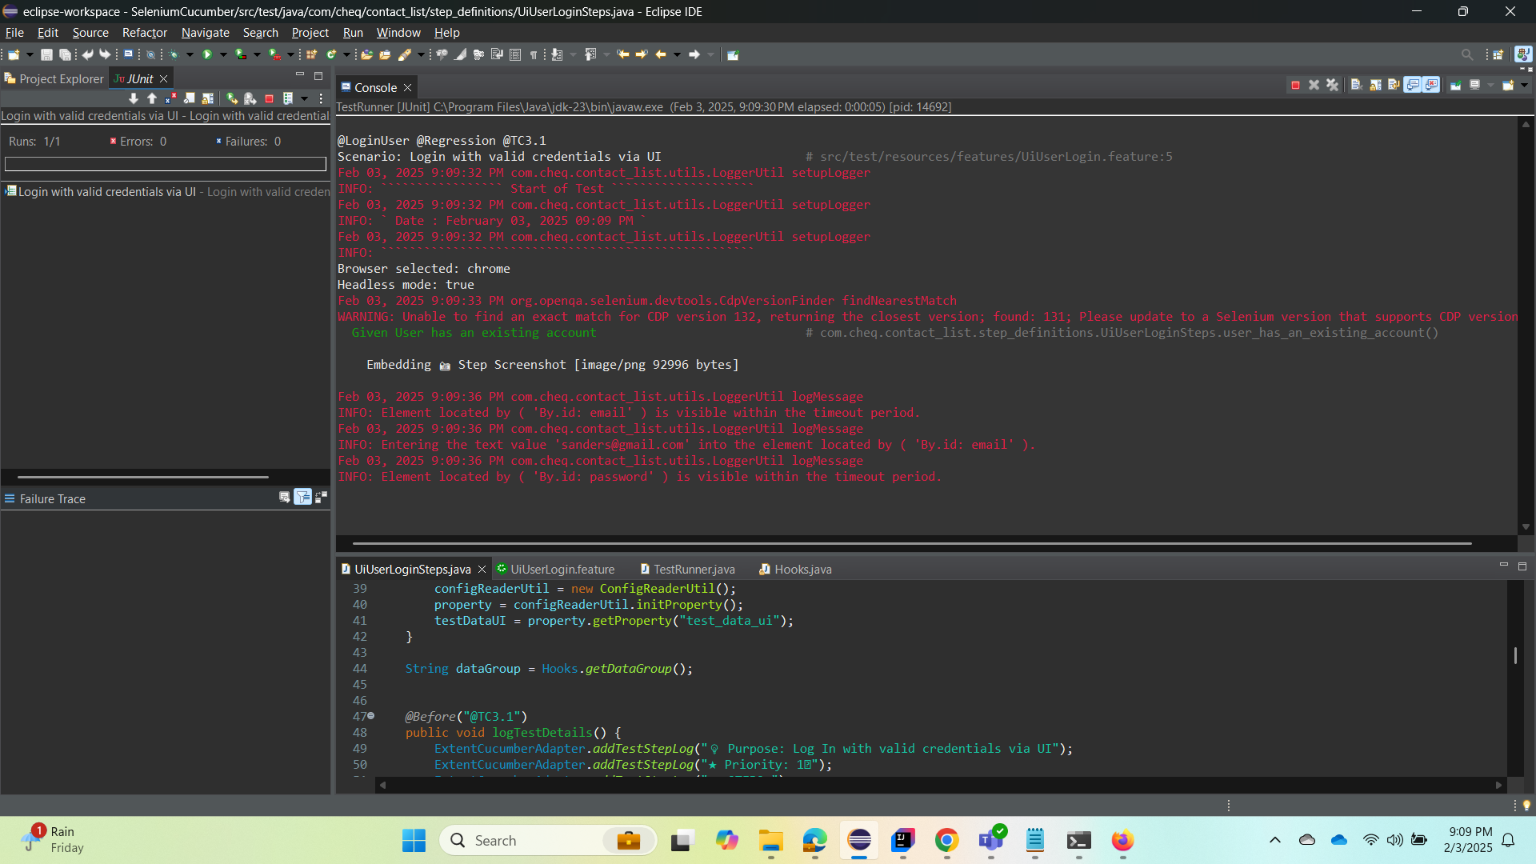 eclipse-workspace - SeleniumCucumber/src/test/java/com/cheq/contact_list/step_definitions/UiUserLoginSteps.java - Eclipse IDE
File Edit Source Refactor Navigate Search Project Run Window Help
Project Explorer JUnit
Login with valid credentials via UI - Login with valid credential
Runs: 1/1 Errors: 0 Failures: 0
Login with valid credentials via UI - Login with valid creden
Failure Trace
Console
TestRunner [JUnit] C:\Program Files\Java\jdk-23\bin\javaw.exe (Feb 3, 2025, 9:09:30 PM elapsed: 0:00:05) [pid: 14692]
@LoginUser @Regression @TC3.1
Scenario: Login with valid credentials via UI # src/test/resources/features/UiUserLogin.feature:5
Feb 03, 2025 9:09:32 PM com.cheq.contact_list.utils.LoggerUtil setupLogger
INFO: ````````````````` Start of Test ````````````````````
Feb 03, 2025 9:09:32 PM com.cheq.contact_list.utils.LoggerUtil setupLogger
INFO: ` Date : February 03, 2025 09:09 PM `
Feb 03, 2025 9:09:32 PM com.cheq.contact_list.utils.LoggerUtil setupLogger
INFO: ````````````````````````````````````````````````````
Browser selected: chrome
Headless mode: true
Feb 03, 2025 9:09:33 PM org.openqa.selenium.devtools.CdpVersionFinder findNearestMatch
WARNING: Unable to find an exact match for CDP version 132, returning the closest version; found: 131; Please update to a Selenium version that supports CDP version
Given User has an existing account # com.cheq.contact_list.step_definitions.UiUserLoginSteps.user_has_an_existing_account()
Embedding 📷 Step Screenshot [image/png 92996 bytes]
Feb 03, 2025 9:09:36 PM com.cheq.contact_list.utils.LoggerUtil logMessage
INFO: Element located by ( 'By.id: email' ) is visible within the timeout period.
Feb 03, 2025 9:09:36 PM com.cheq.contact_list.utils.LoggerUtil logMessage
INFO: Entering the text value 'sanders@gmail.com' into the element located by ( 'By.id: email' ).
Feb 03, 2025 9:09:36 PM com.cheq.contact_list.utils.LoggerUtil logMessage
INFO: Element located by ( 'By.id: password' ) is visible within the timeout period.
UiUserLoginSteps.java UiUserLogin.feature TestRunner.java Hooks.java
39 configReaderUtil = new ConfigReaderUtil();
40 property = configReaderUtil.initProperty();
41 testDataUI = property.getProperty("test_data_ui");
42 }
43
44 String dataGroup = Hooks.getDataGroup();
45
46
47 @Before("@TC3.1")
48 public void logTestDetails() {
49 ExtentCucumberAdapter.addTestStepLog("💡 Purpose: Log In with valid credentials via UI");
50 ExtentCucumberAdapter.addTestStepLog("★ Priority: 1");
1 Rain
Friday
Search
9:09 PM
2/3/2025